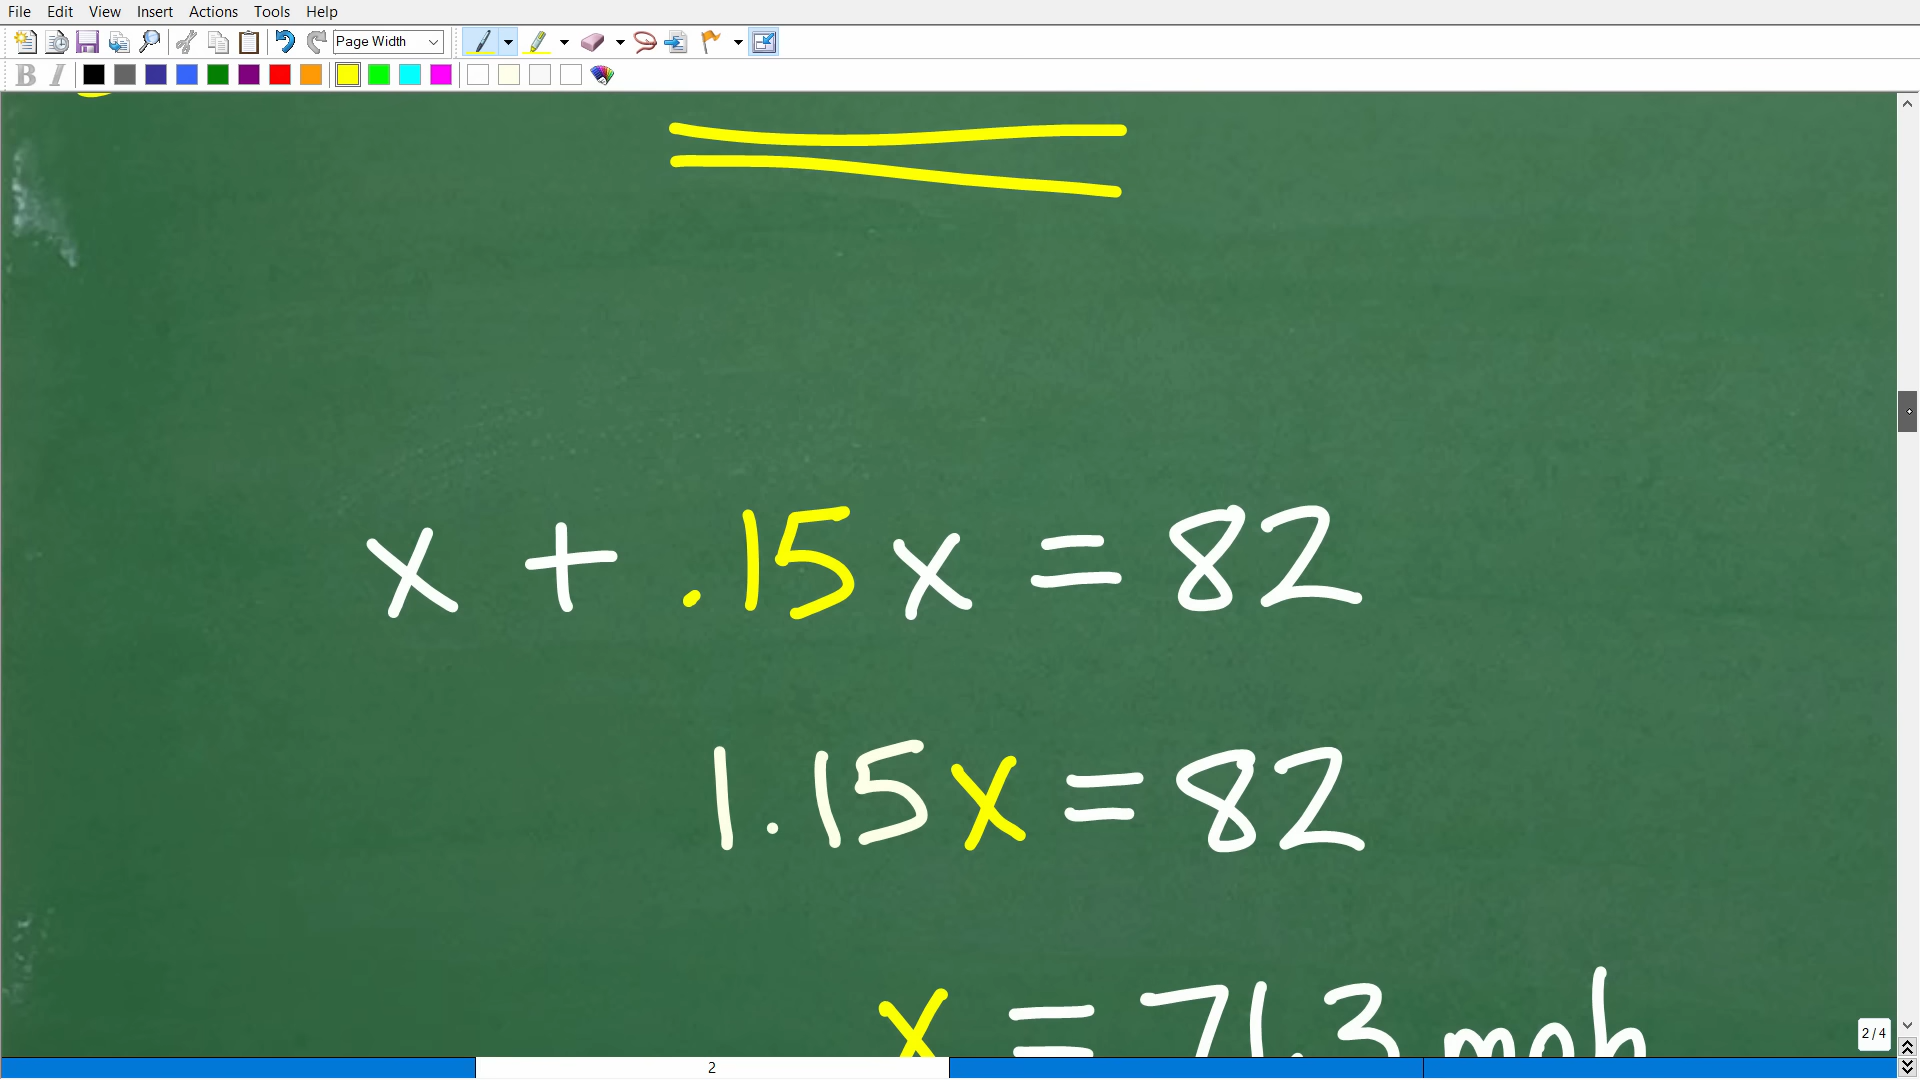 File Edit View Insert Actions Tools Help
Page Width
B I
x + .15x = 82
1.15x = 82
x = 71.3 mph
2 / 4
2